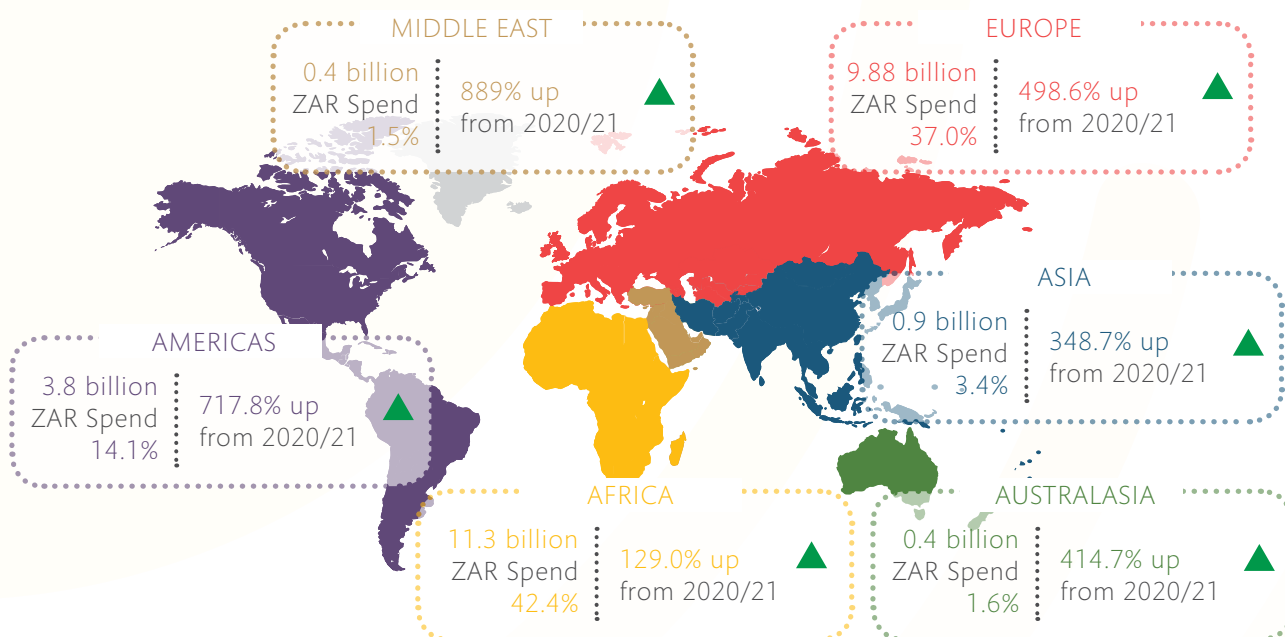 MIDDLE EAST
0.4 billion
ZAR Spend
1.5%
889% up
from 2020/21
EUROPE
9.88 billion
ZAR Spend
37.0%
498.6% up
from 2020/21
ASIA
0.9 billion
ZAR Spend
3.4%
348.7% up
from 2020/21
AMERICAS
3.8 billion
ZAR Spend
14.1%
717.8% up
from 2020/21
AFRICA
11.3 billion
ZAR Spend
42.4%
129.0% up
from 2020/21
AUSTRALASIA
0.4 billion
ZAR Spend
1.6%
414.7% up
from 2020/21